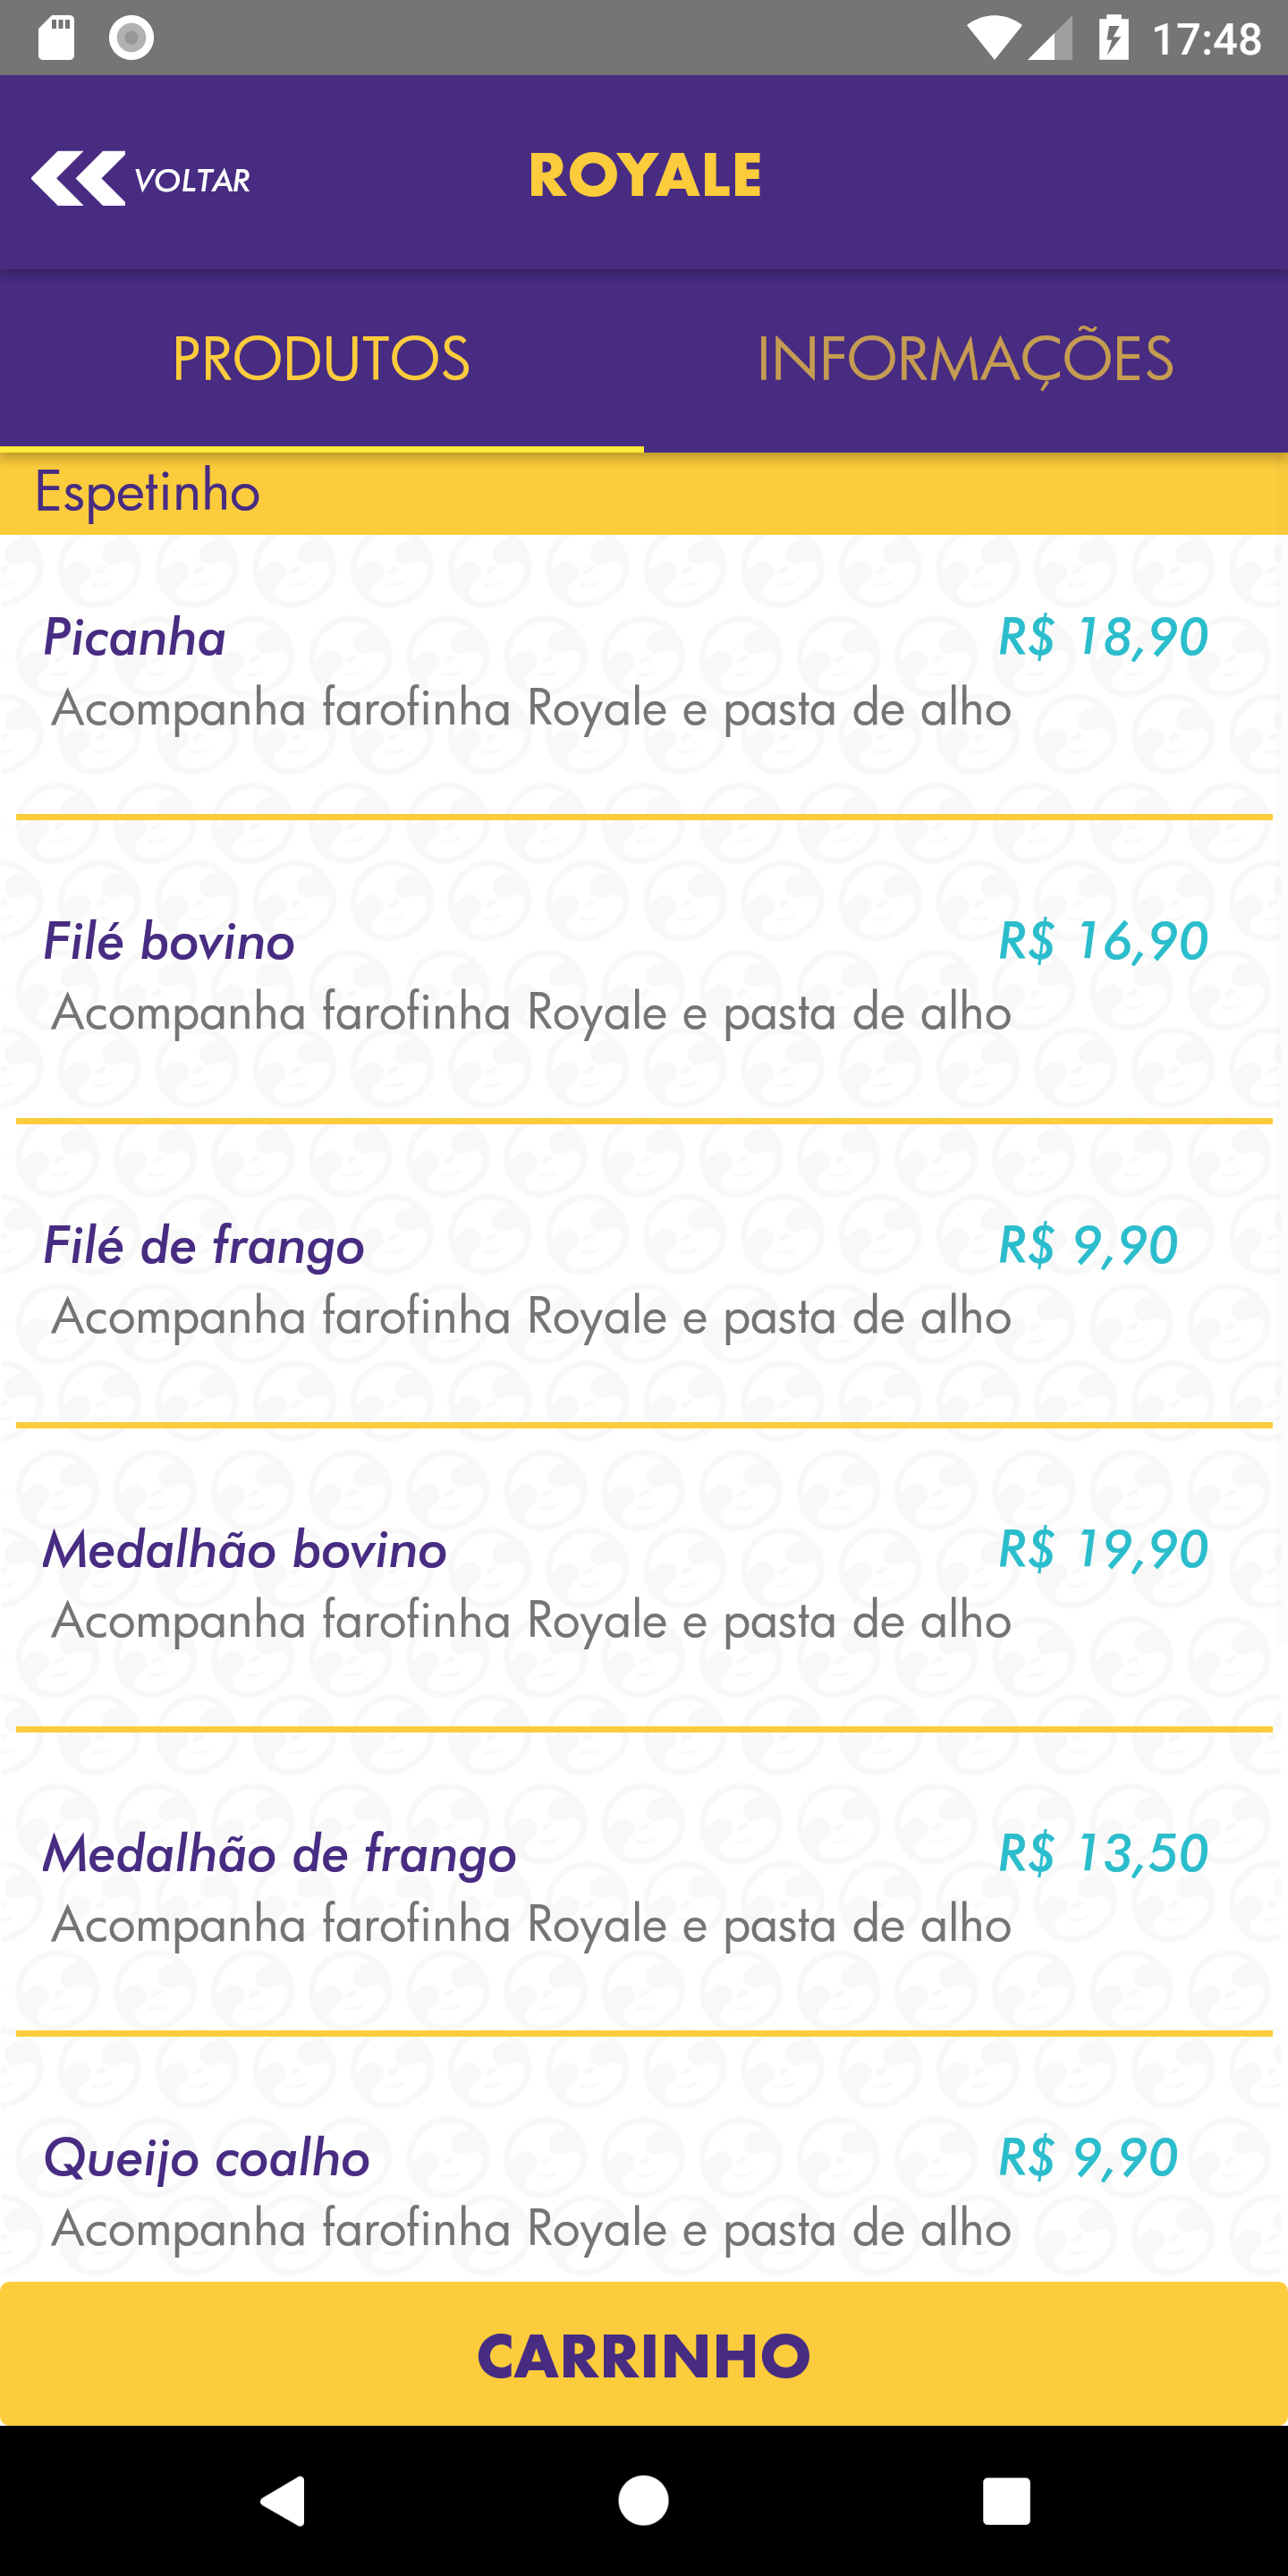 17:48
VOLTAR
ROYALE
PRODUTOS
INFORMAÇÕES
Espetinho
Picanha
R$ 18,90
Acompanha farofinha Royale e pasta de alho
Filé bovino
R$ 16,90
Acompanha farofinha Royale e pasta de alho
Filé de frango
R$ 9,90
Acompanha farofinha Royale e pasta de alho
Medalhão bovino
R$ 19,90
Acompanha farofinha Royale e pasta de alho
Medalhão de frango
R$ 13,50
Acompanha farofinha Royale e pasta de alho
Queijo coalho
R$ 9,90
Acompanha farofinha Royale e pasta de alho
CARRINHO